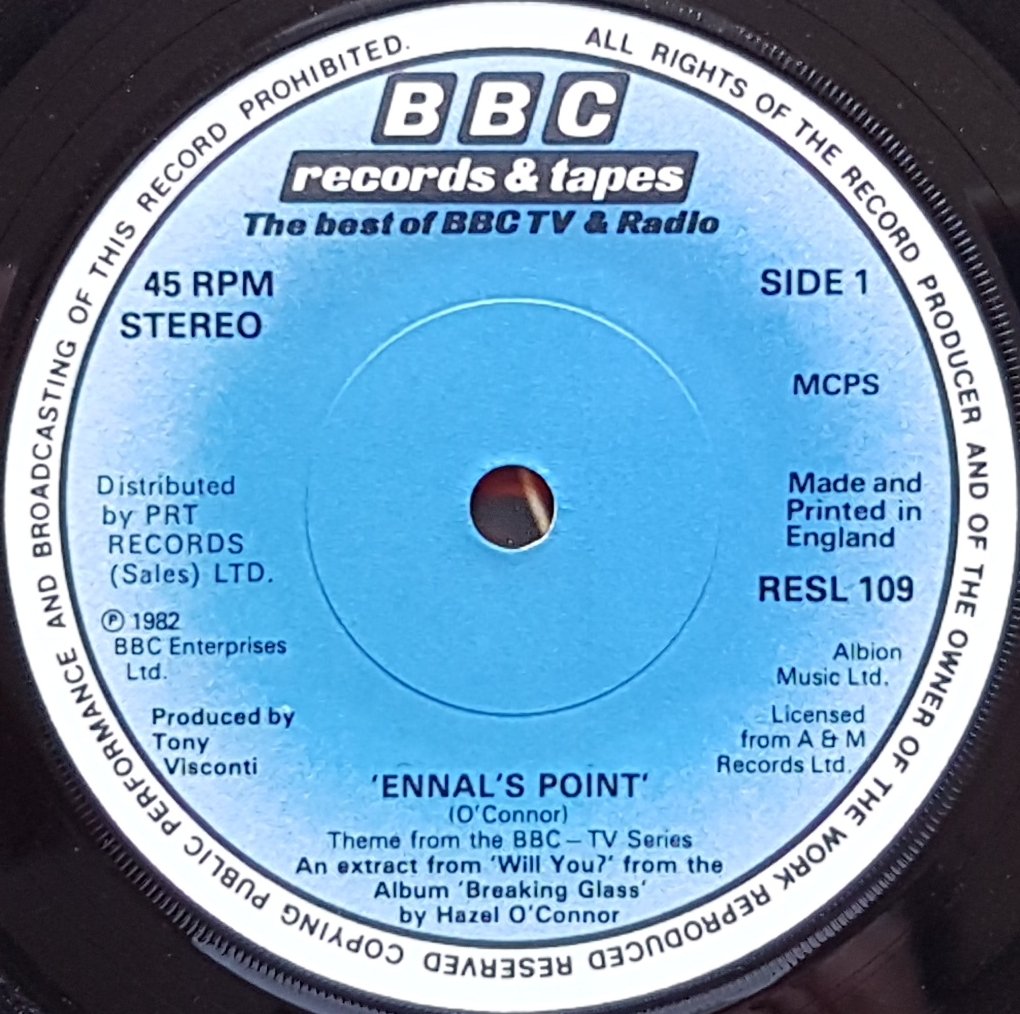 ALL RIGHTS OF THE RECORD PRODUCER AND OF THE OWNER OF THE WORK REPRODUCED RESERVED COPYING PUBLIC PERFORMANCE AND BROADCASTING OF THIS RECORD PROHIBITED.
BBC
records & tapes
The best of BBC TV & Radio
45 RPM
STEREO
SIDE 1
MCPS
Distributed
by PRT
RECORDS
(Sales) LTD.
Ⓟ 1982
BBC Enterprises
Ltd.
Produced by
Tony
Visconti
Made and
Printed in
England
RESL 109
Albion
Music Ltd.
Licensed
from A & M
Records Ltd.
'ENNAL'S POINT'
(O'Connor)
Theme from the BBC – TV Series
An extract from 'Will You?' from the
Album 'Breaking Glass'
by Hazel O'Connor